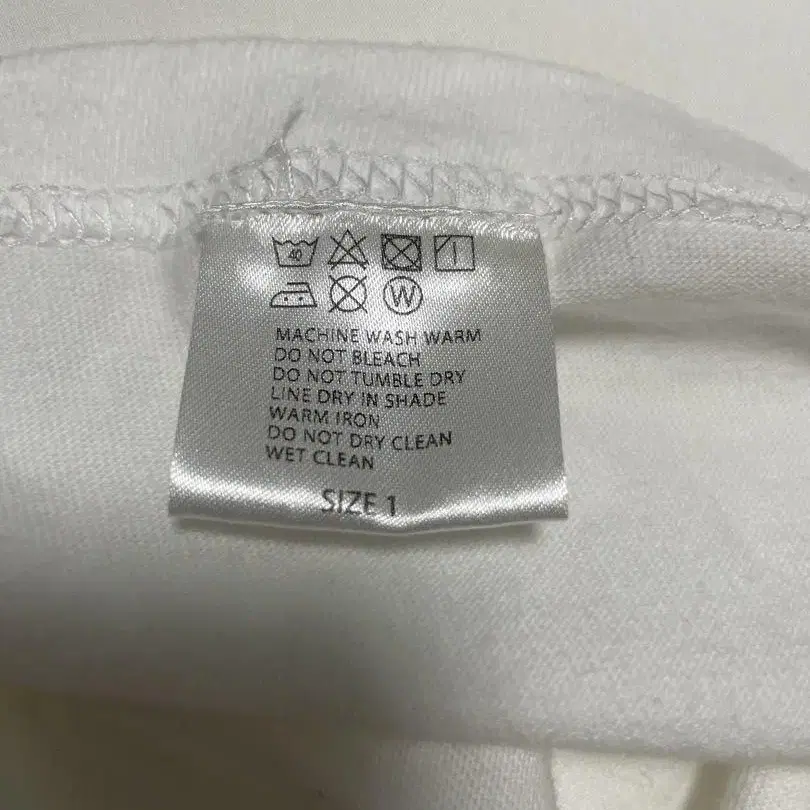 40
W
MACHINE WASH WARM
DO NOT BLEACH
DO NOT TUMBLE DRY
LINE DRY IN SHADE
WARM IRON
DO NOT DRY CLEAN
WET CLEAN
SIZE 1